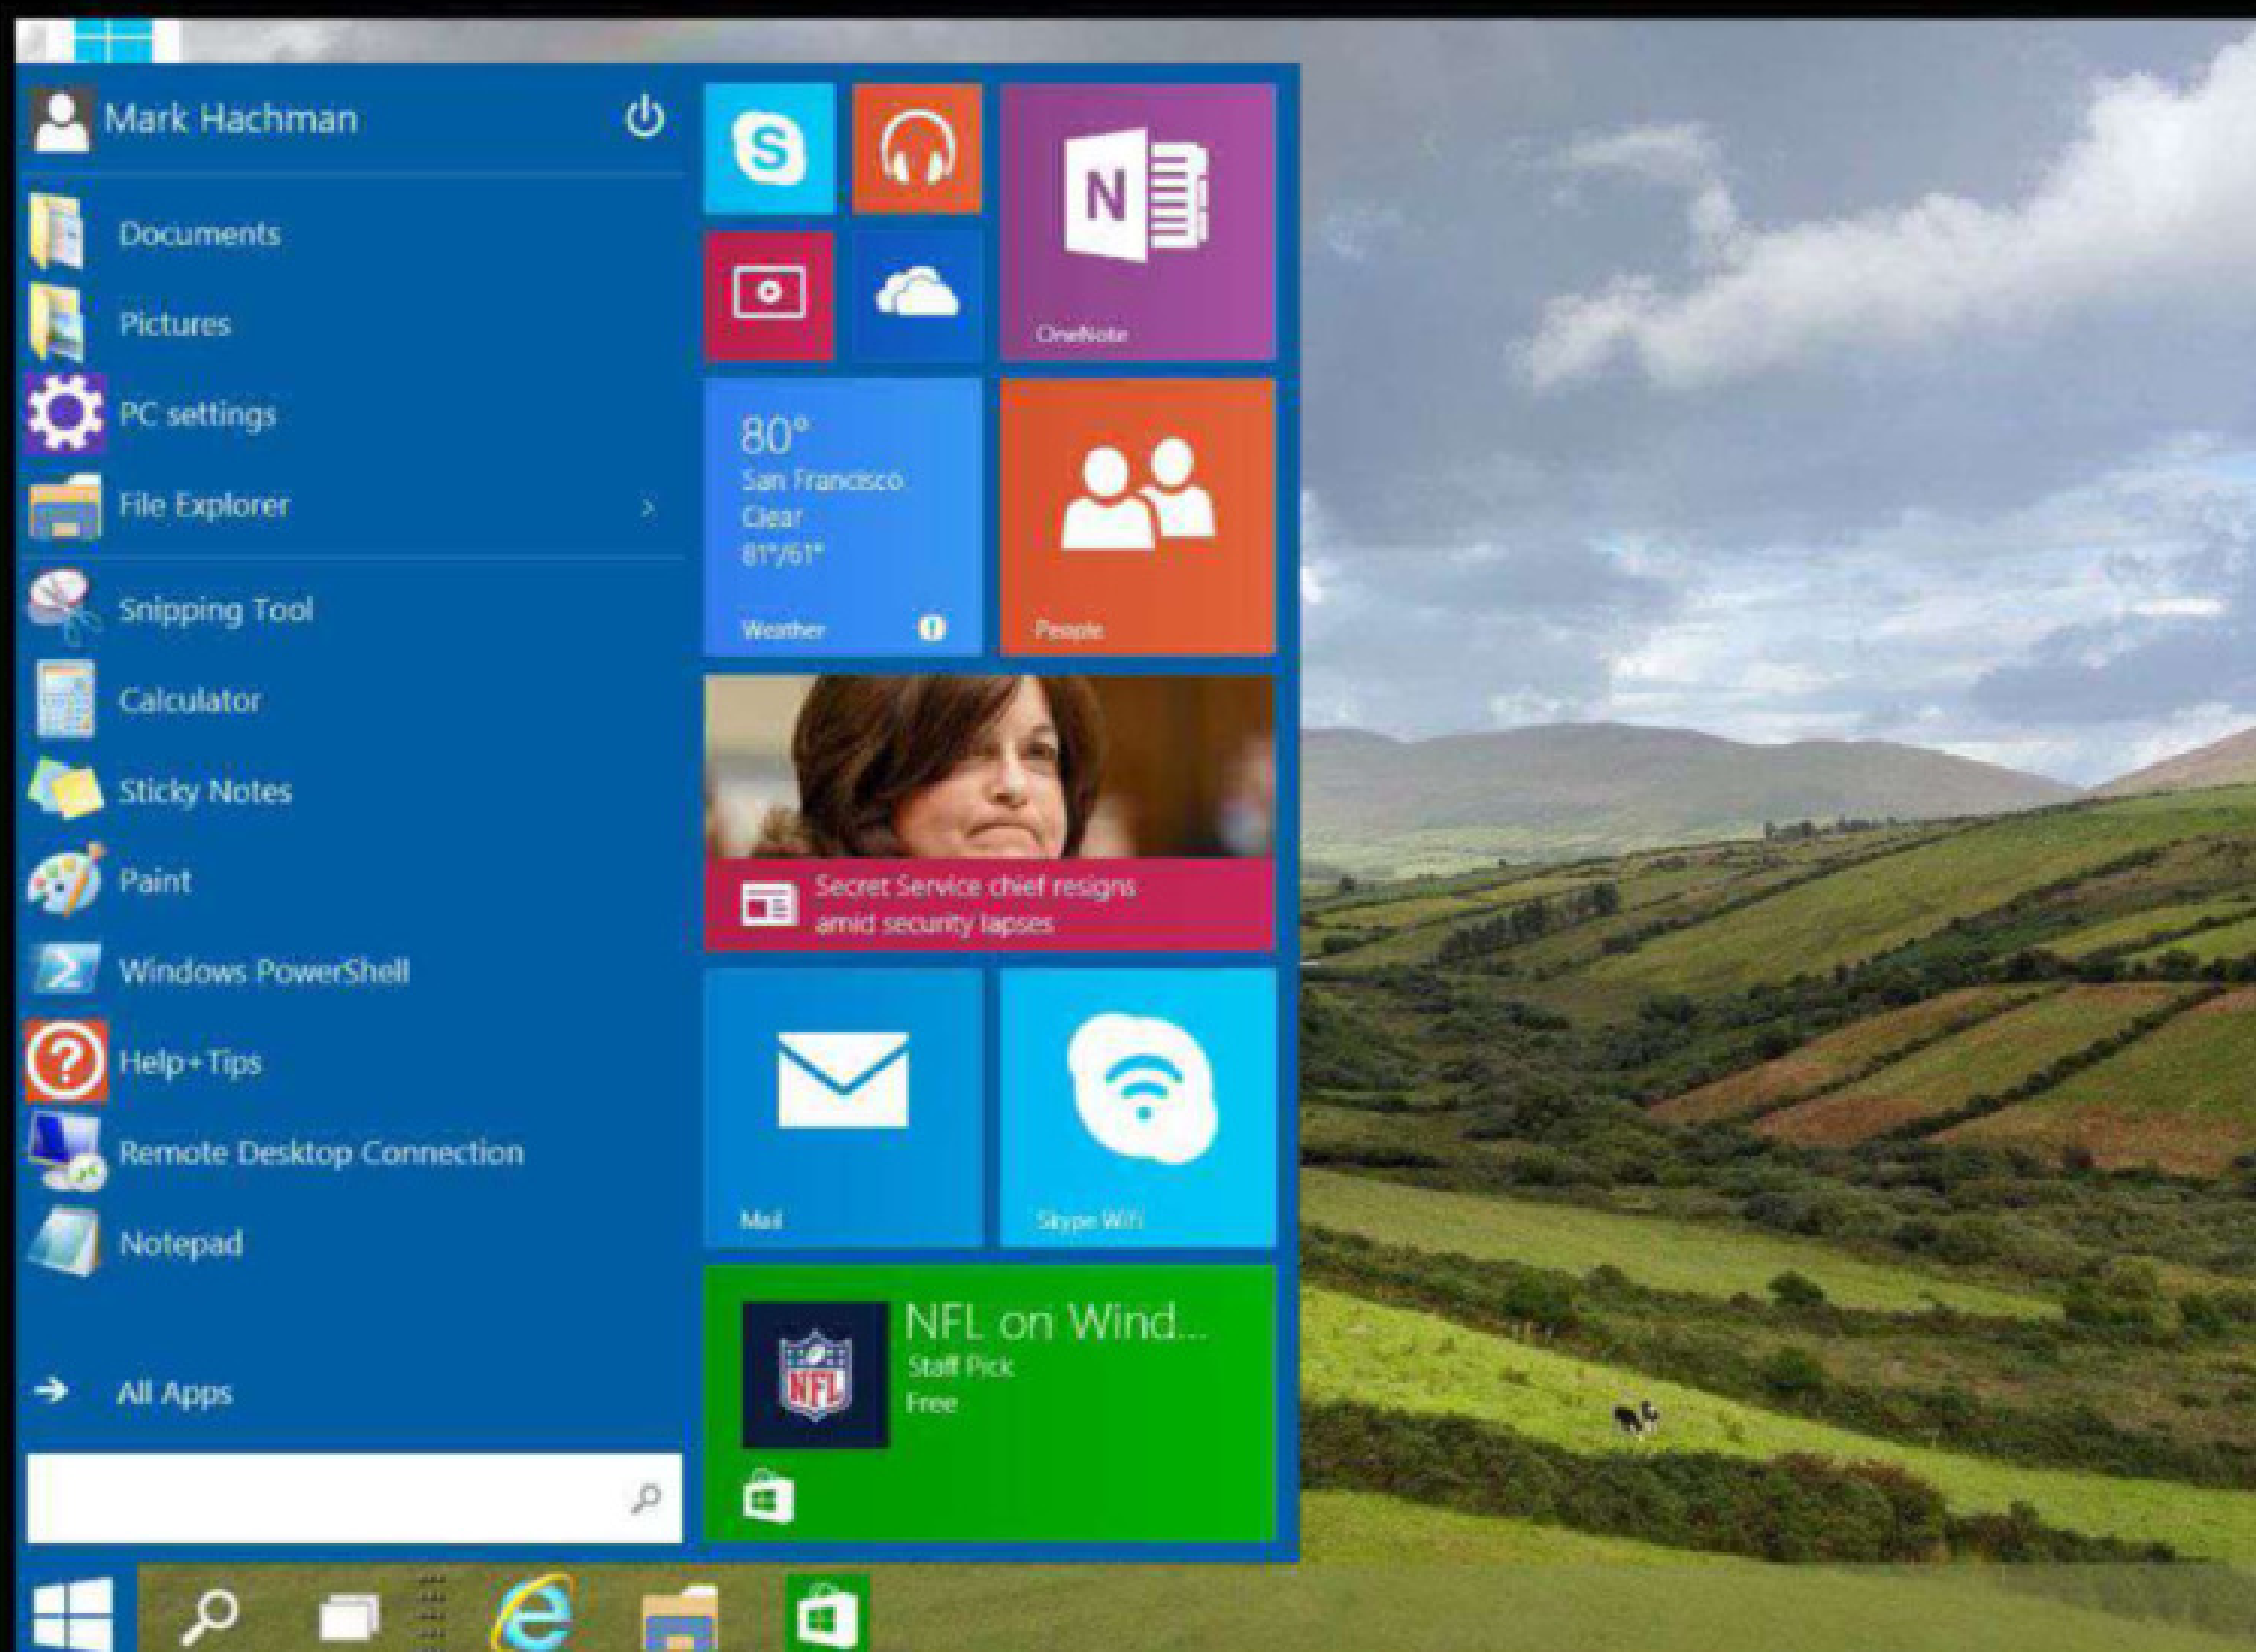 Mark Hachman
Documents
Pictures
PC settings
File Explorer
Snipping Tool
Calculator
Sticky Notes
Paint
Windows PowerShell
Help+Tips
Remote Desktop Connection
Notepad
All Apps
S
N
OneNote
80°
San Francisco
Clear
81°/61°
Weather
People
Secret Service chief resigns
amid security lapses
Mail
Skype WiFi
NFL on Wind...
Staff Pick
Free
NFL